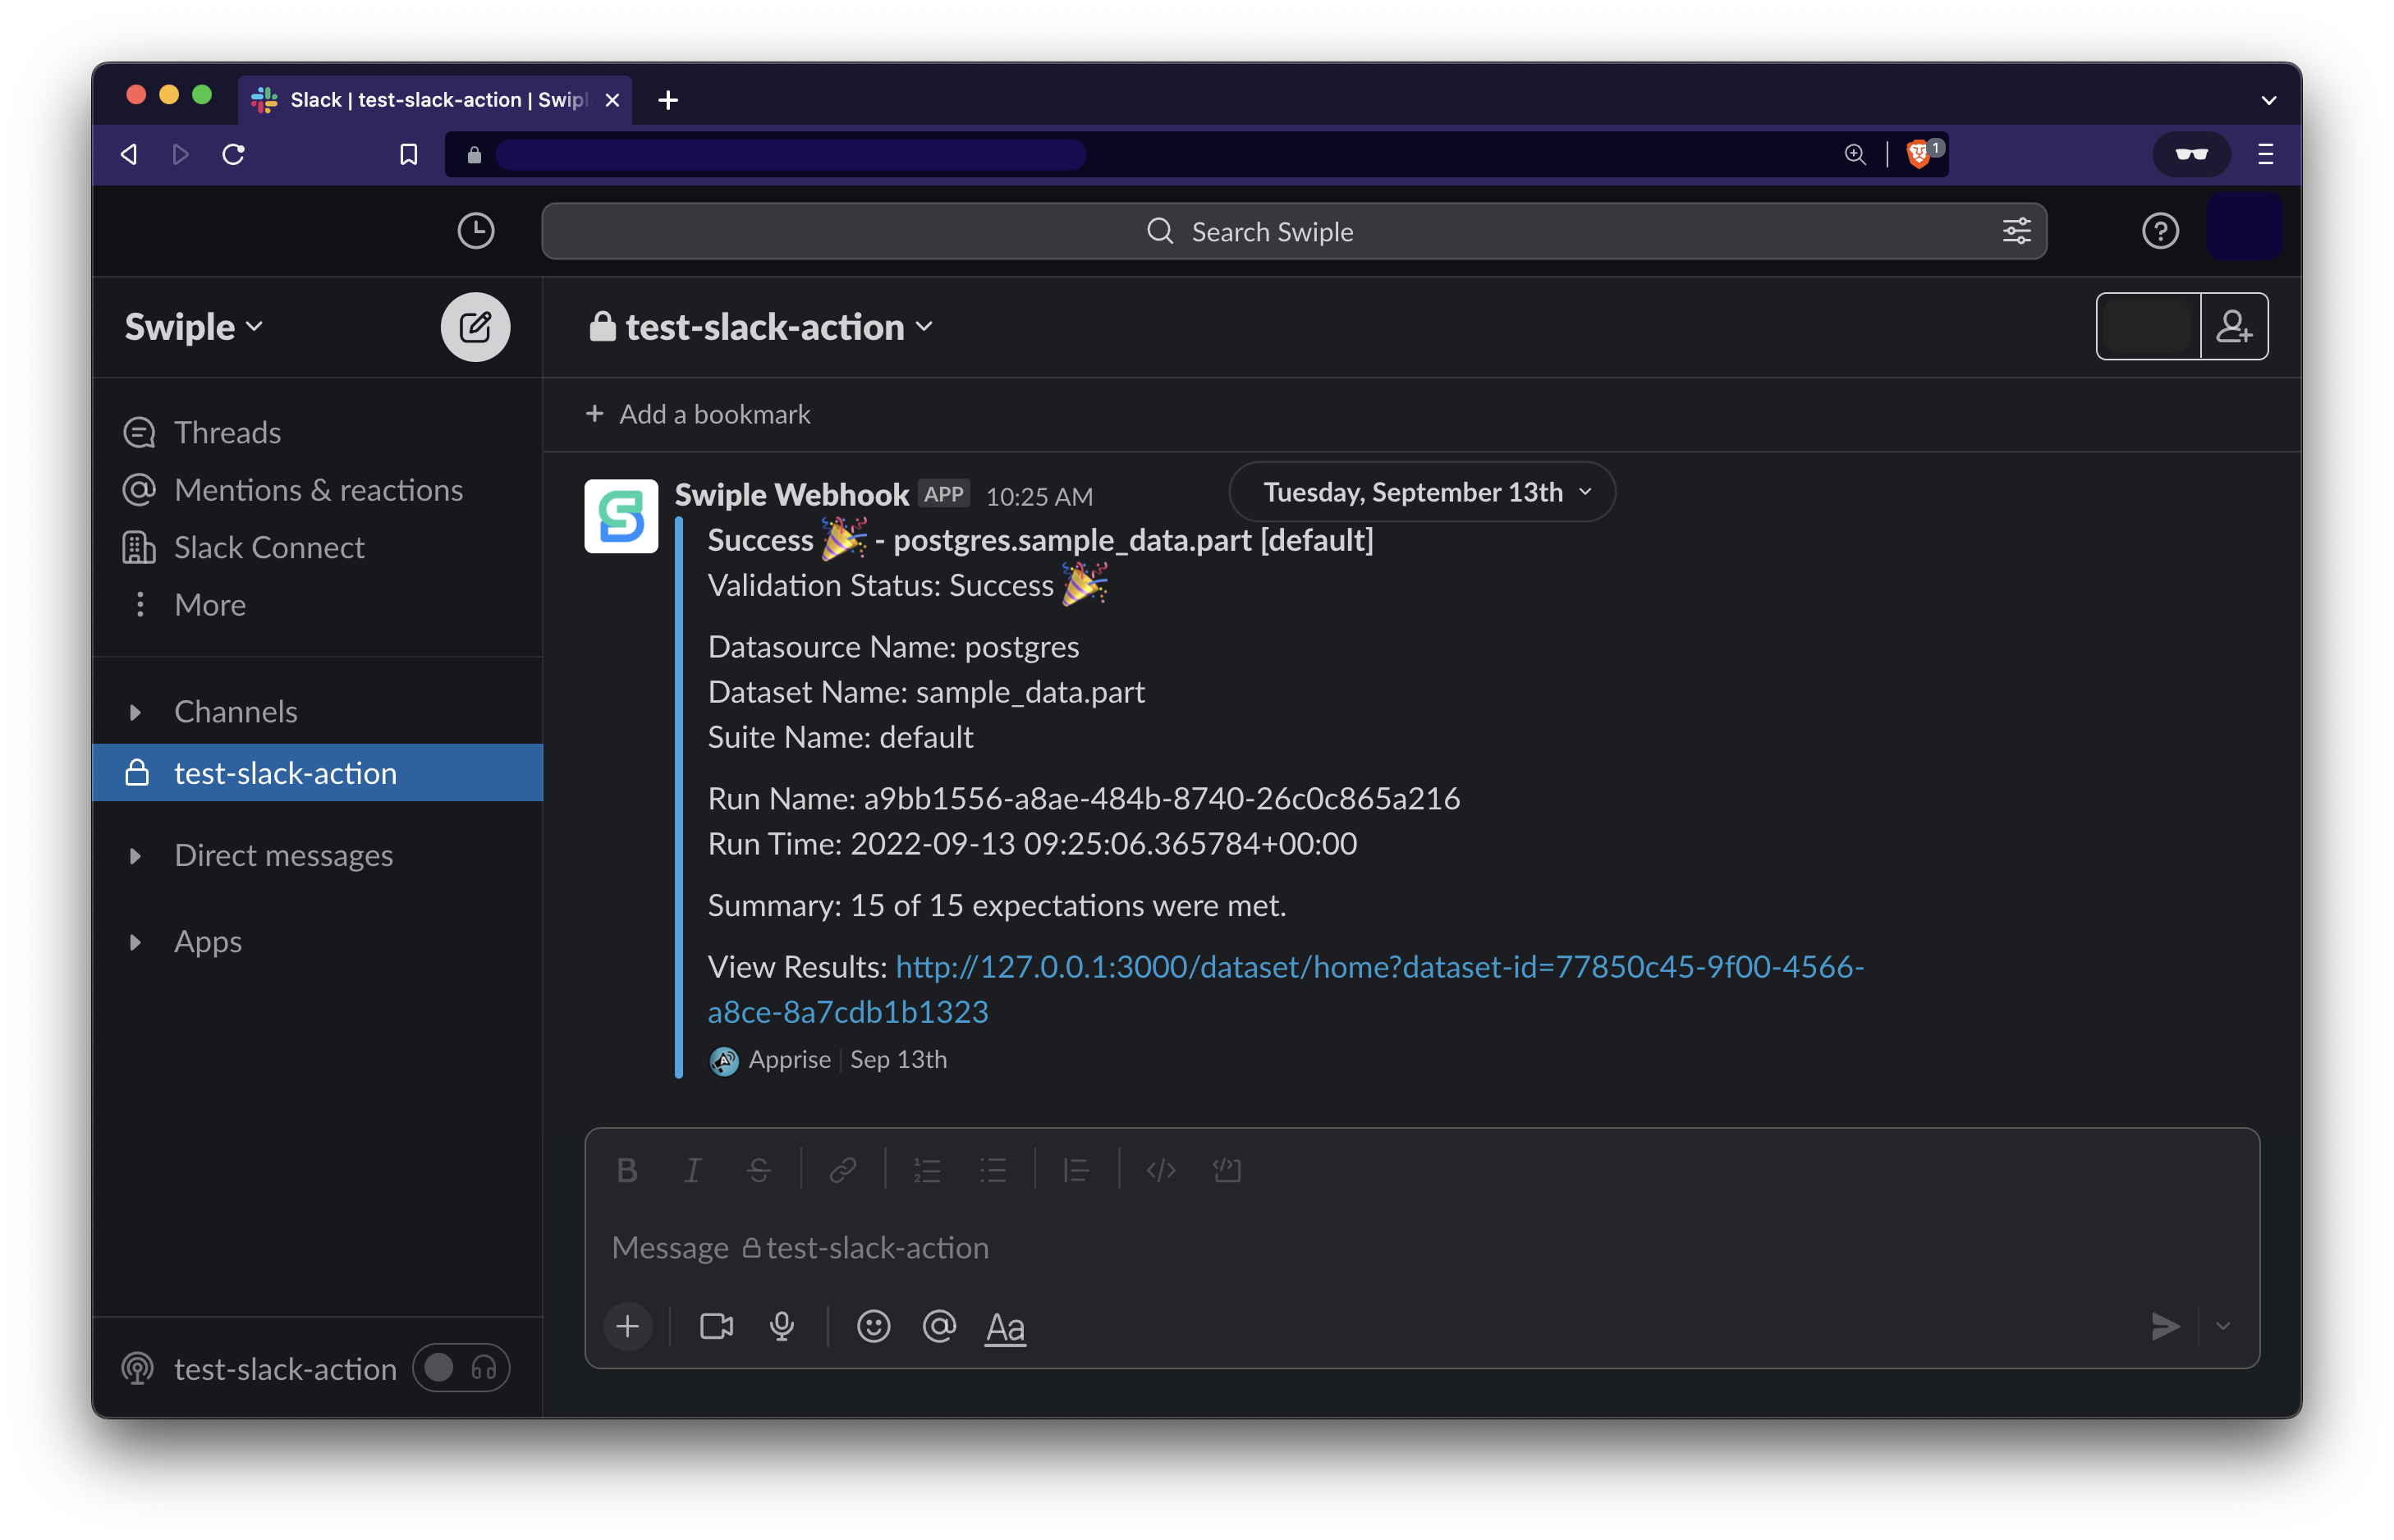 Slack | test-slack-action | Swipl
1
Search Swiple
Swiple
test-slack-action
Add a bookmark
Threads
Mentions & reactions
Slack Connect
More
Channels
test-slack-action
Direct messages
Apps
test-slack-action
Tuesday, September 13th
Swiple Webhook APP 10:25 AM
Success 🎉 - postgres.sample_data.part [default]
Validation Status: Success 🎉
Datasource Name: postgres
Dataset Name: sample_data.part
Suite Name: default
Run Name: a9bb1556-a8ae-484b-8740-26c0c865a216
Run Time: 2022-09-13 09:25:06.365784+00:00
Summary: 15 of 15 expectations were met.
View Results: http://127.0.0.1:3000/dataset/home?dataset-id=77850c45-9f00-4566-
a8ce-8a7cdb1b1323
Apprise | Sep 13th
Message test-slack-action
Aa